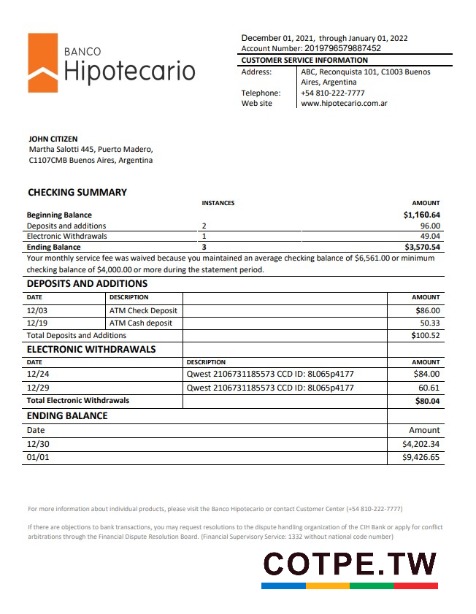 BANCO
Hipotecario
December 01, 2021, through January 01, 2022
Account Number: 2019796579887452
CUSTOMER SERVICE INFORMATION
Address: ABC, Reconquista 101, C1003 Buenos
Aires, Argentina
Telephone: +54 810-222-7777
Web site www.hipotecario.com.ar
JOHN CITIZEN
Martha Salotti 445, Puerto Madero,
C1107CMB Buenos Aires, Argentina
CHECKING SUMMARY
INSTANCES AMOUNT
Beginning Balance $1,160.64
Deposits and additions 2 96.00
Electronic Withdrawals 1 49.04
Ending Balance 3 $3,570.54
Your monthly service fee was waived because you maintained an average checking balance of $6,561.00 or minimum
checking balance of $4,000.00 or more during the statement period.
DEPOSITS AND ADDITIONS
DATE DESCRIPTION AMOUNT
12/03 ATM Check Deposit $86.00
12/19 ATM Cash deposit 50.33
Total Deposits and Additions $100.52
ELECTRONIC WITHDRAWALS
DATE DESCRIPTION AMOUNT
12/24 Qwest 2106731185573 CCD ID: 8L065p4177 $84.00
12/29 Qwest 2106731185573 CCD ID: 8L065p4177 60.61
Total Electronic Withdrawals $80.04
ENDING BALANCE
Date Amount
12/30 $4,202.34
01/01 $9,426.65
For more information about individual products, please visit the Banco Hipotecario or contact Customer Center (+54 810-222-7777)
If there are objections to bank transactions, you may request resolutions to the dispute handling organization of the CIH Bank or apply for conflict
arbitrations through the Financial Dispute Resolution Board. (Financial Supervisory Service: 1332 without national code number)
COTPE.TW